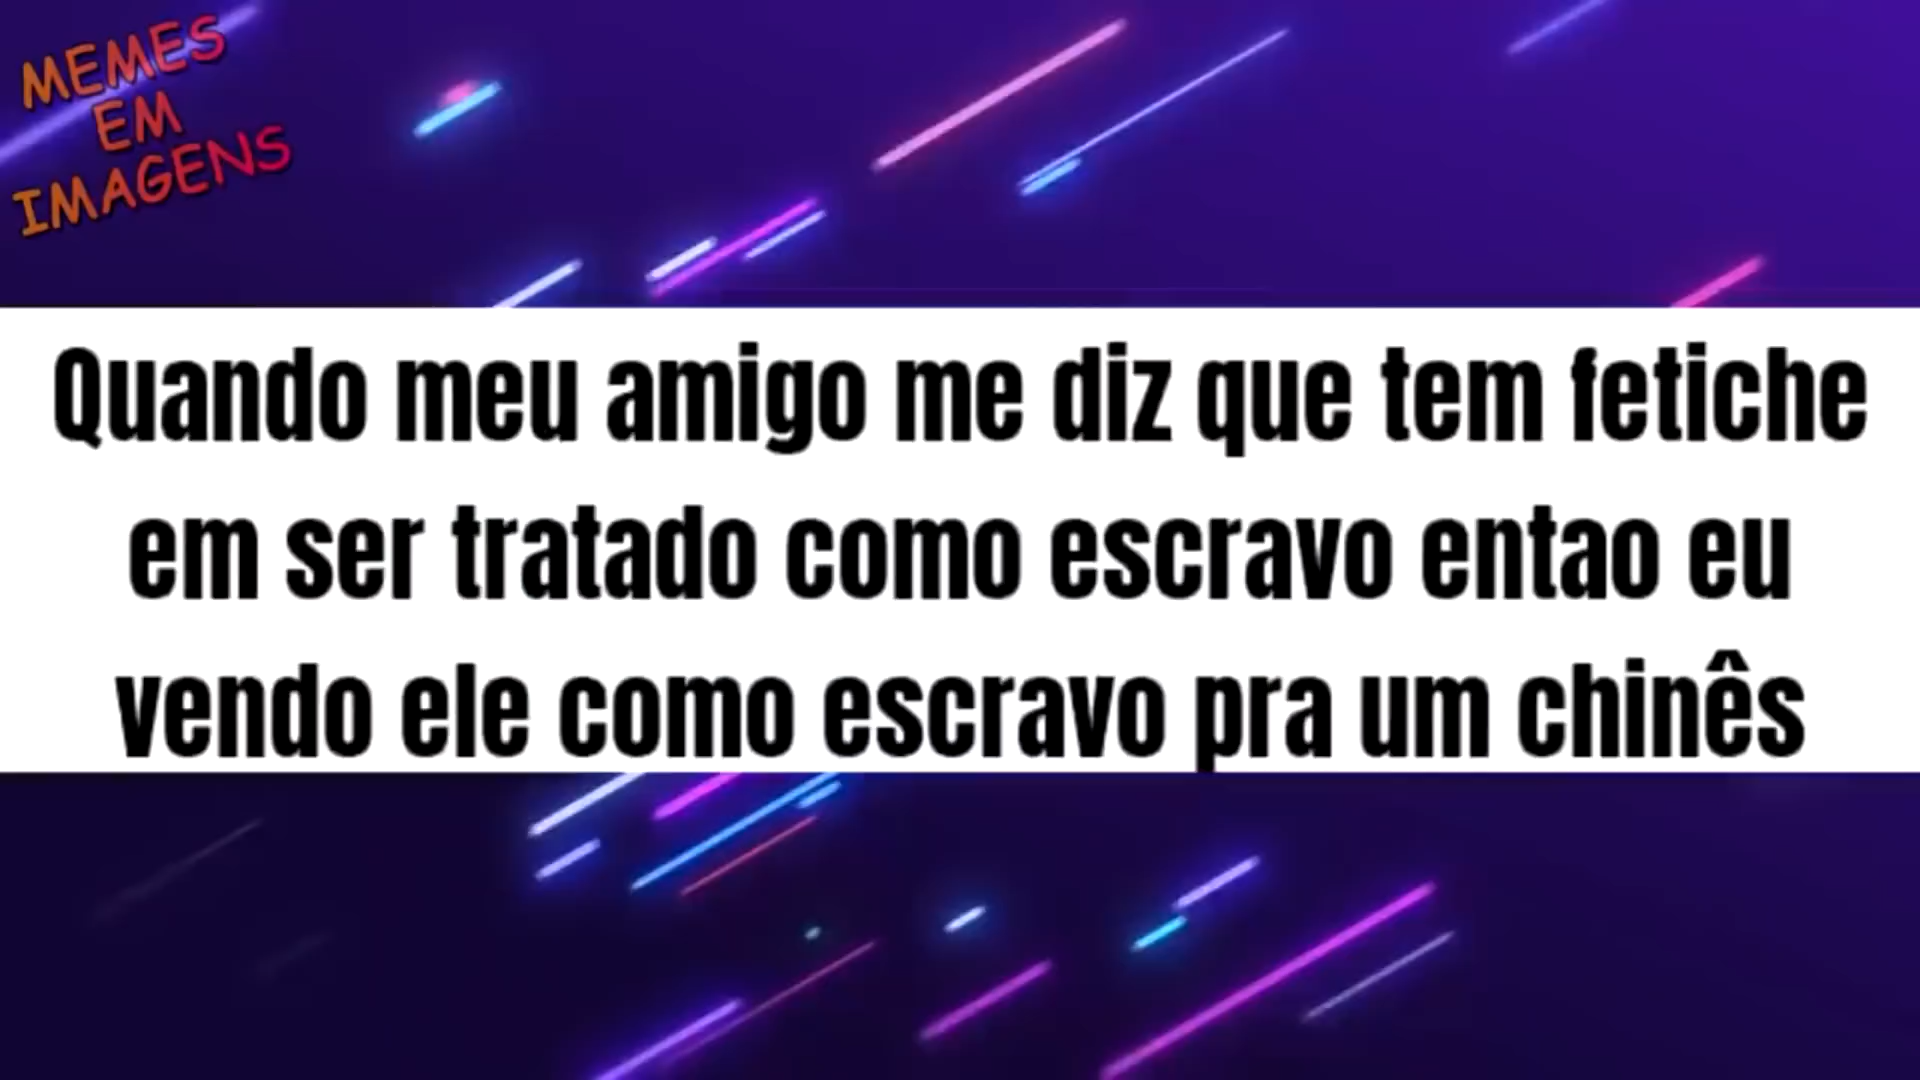 MEMES
EM
IMAGENS
Quando meu amigo me diz que tem fetiche
em ser tratado como escravo entao eu
vendo ele como escravo pra um chinês